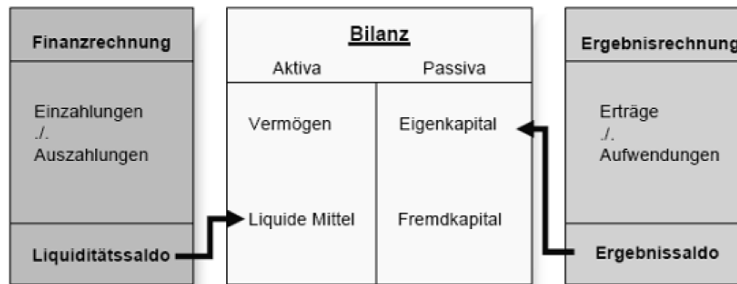 Finanzrechnung
Einzahlungen
./.
Auszahlungen
Liquiditätssaldo
Bilanz
Aktiva
Passiva
Vermögen
Eigenkapital
Liquide Mittel
Fremdkapital
Ergebnisrechnung
Erträge
./.
Aufwendungen
Ergebnissaldo